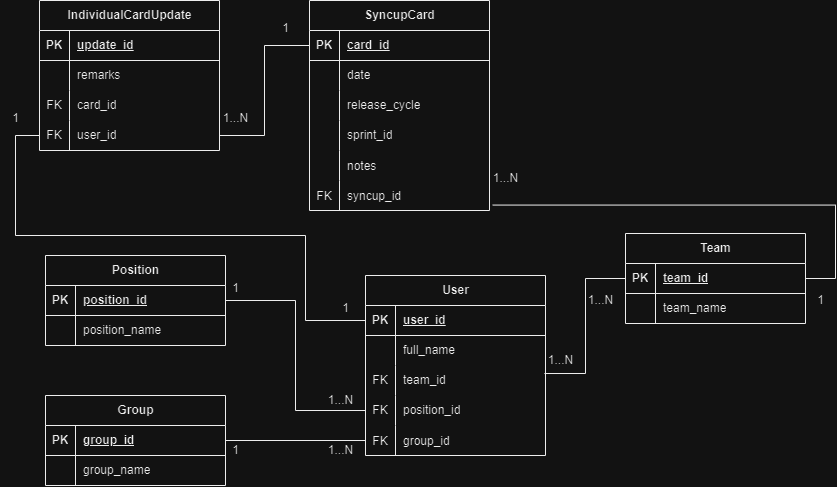 IndividualCardUpdate
PK update_id
remarks
FK card_id
FK user_id
1
1...N
1
SyncupCard
PK card_id
date
release_cycle
sprint_id
notes
FK syncup_id
1...N
Team
PK team_id
team_name
1
1...N
Position
PK position_id
position_name
1
1
User
PK user_id
full_name
FK team_id
FK position_id
FK group_id
1...N
1...N
Group
PK group_id
group_name
1
1...N